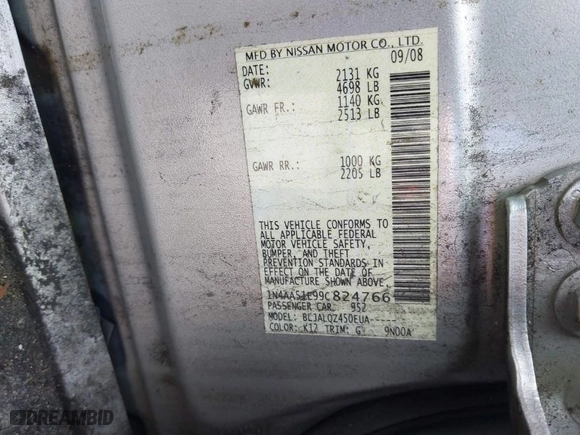 MFD BY NISSAN MOTOR CO., LTD.
DATE: 09/08
GVWR: 2131 KG
4698 LB
GAWR FR.: 1140 KG
2513 LB
GAWR RR.: 1000 KG
2205 LB
THIS VEHICLE CONFORMS TO
ALL APPLICABLE FEDERAL
MOTOR VEHICLE SAFETY,
BUMPER, AND THEFT
PREVENTION STANDARDS
IN EFFECT ON THE DATE OF
MANUFACTURE SHOWN ABOVE.
1N4AA51E99C824766
PASSENGER CAR.
MODEL:
COLOR: K12 TRIM: G 9ND0A
DREAMBID